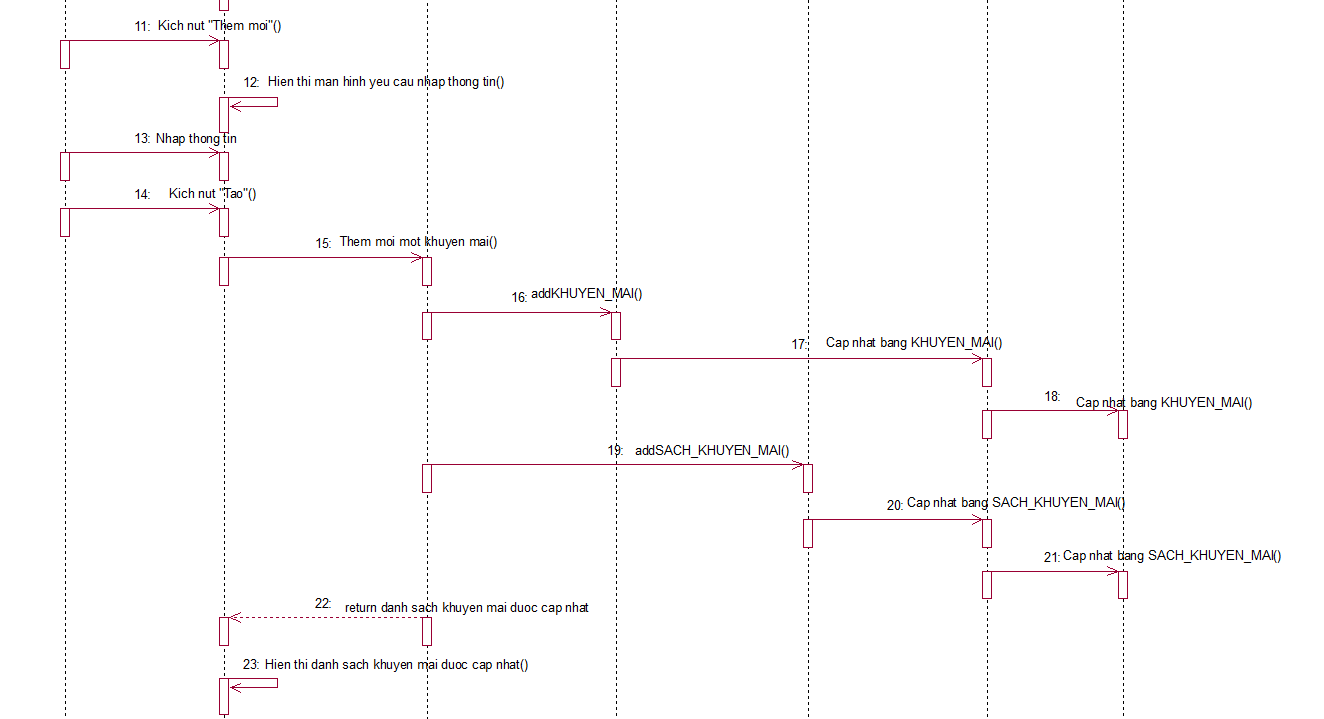 11: Kich nut "Them moi"()
12: Hien thi man hinh yeu cau nhap thong tin()
13: Nhap thong tin
14: Kich nut "Tao"()
15: Them moi mot khuyen mai()
16: addKHUYEN_MAI()
17: Cap nhat bang KHUYEN_MAI()
18: Cap nhat bang KHUYEN_MAI()
19: addSACH_KHUYEN_MAI()
20: Cap nhat bang SACH_KHUYEN_MAI()
21: Cap nhat bang SACH_KHUYEN_MAI()
22: return danh sach khuyen mai duoc cap nhat
23: Hien thi danh sach khuyen mai duoc cap nhat()